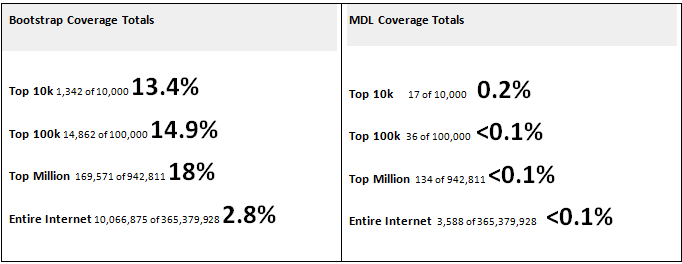 Bootstrap Coverage Totals
Top 10k 1,342 of 10,000 13.4%
Top 100k 14,862 of 100,000 14.9%
Top Million 169,571 of 942,811 18%
Entire Internet 10,066,875 of 365,379,928 2.8%
MDL Coverage Totals
Top 10k 17 of 10,000 0.2%
Top 100k 36 of 100,000 <0.1%
Top Million 134 of 942,811 <0.1%
Entire Internet 3,588 of 365,379,928 <0.1%